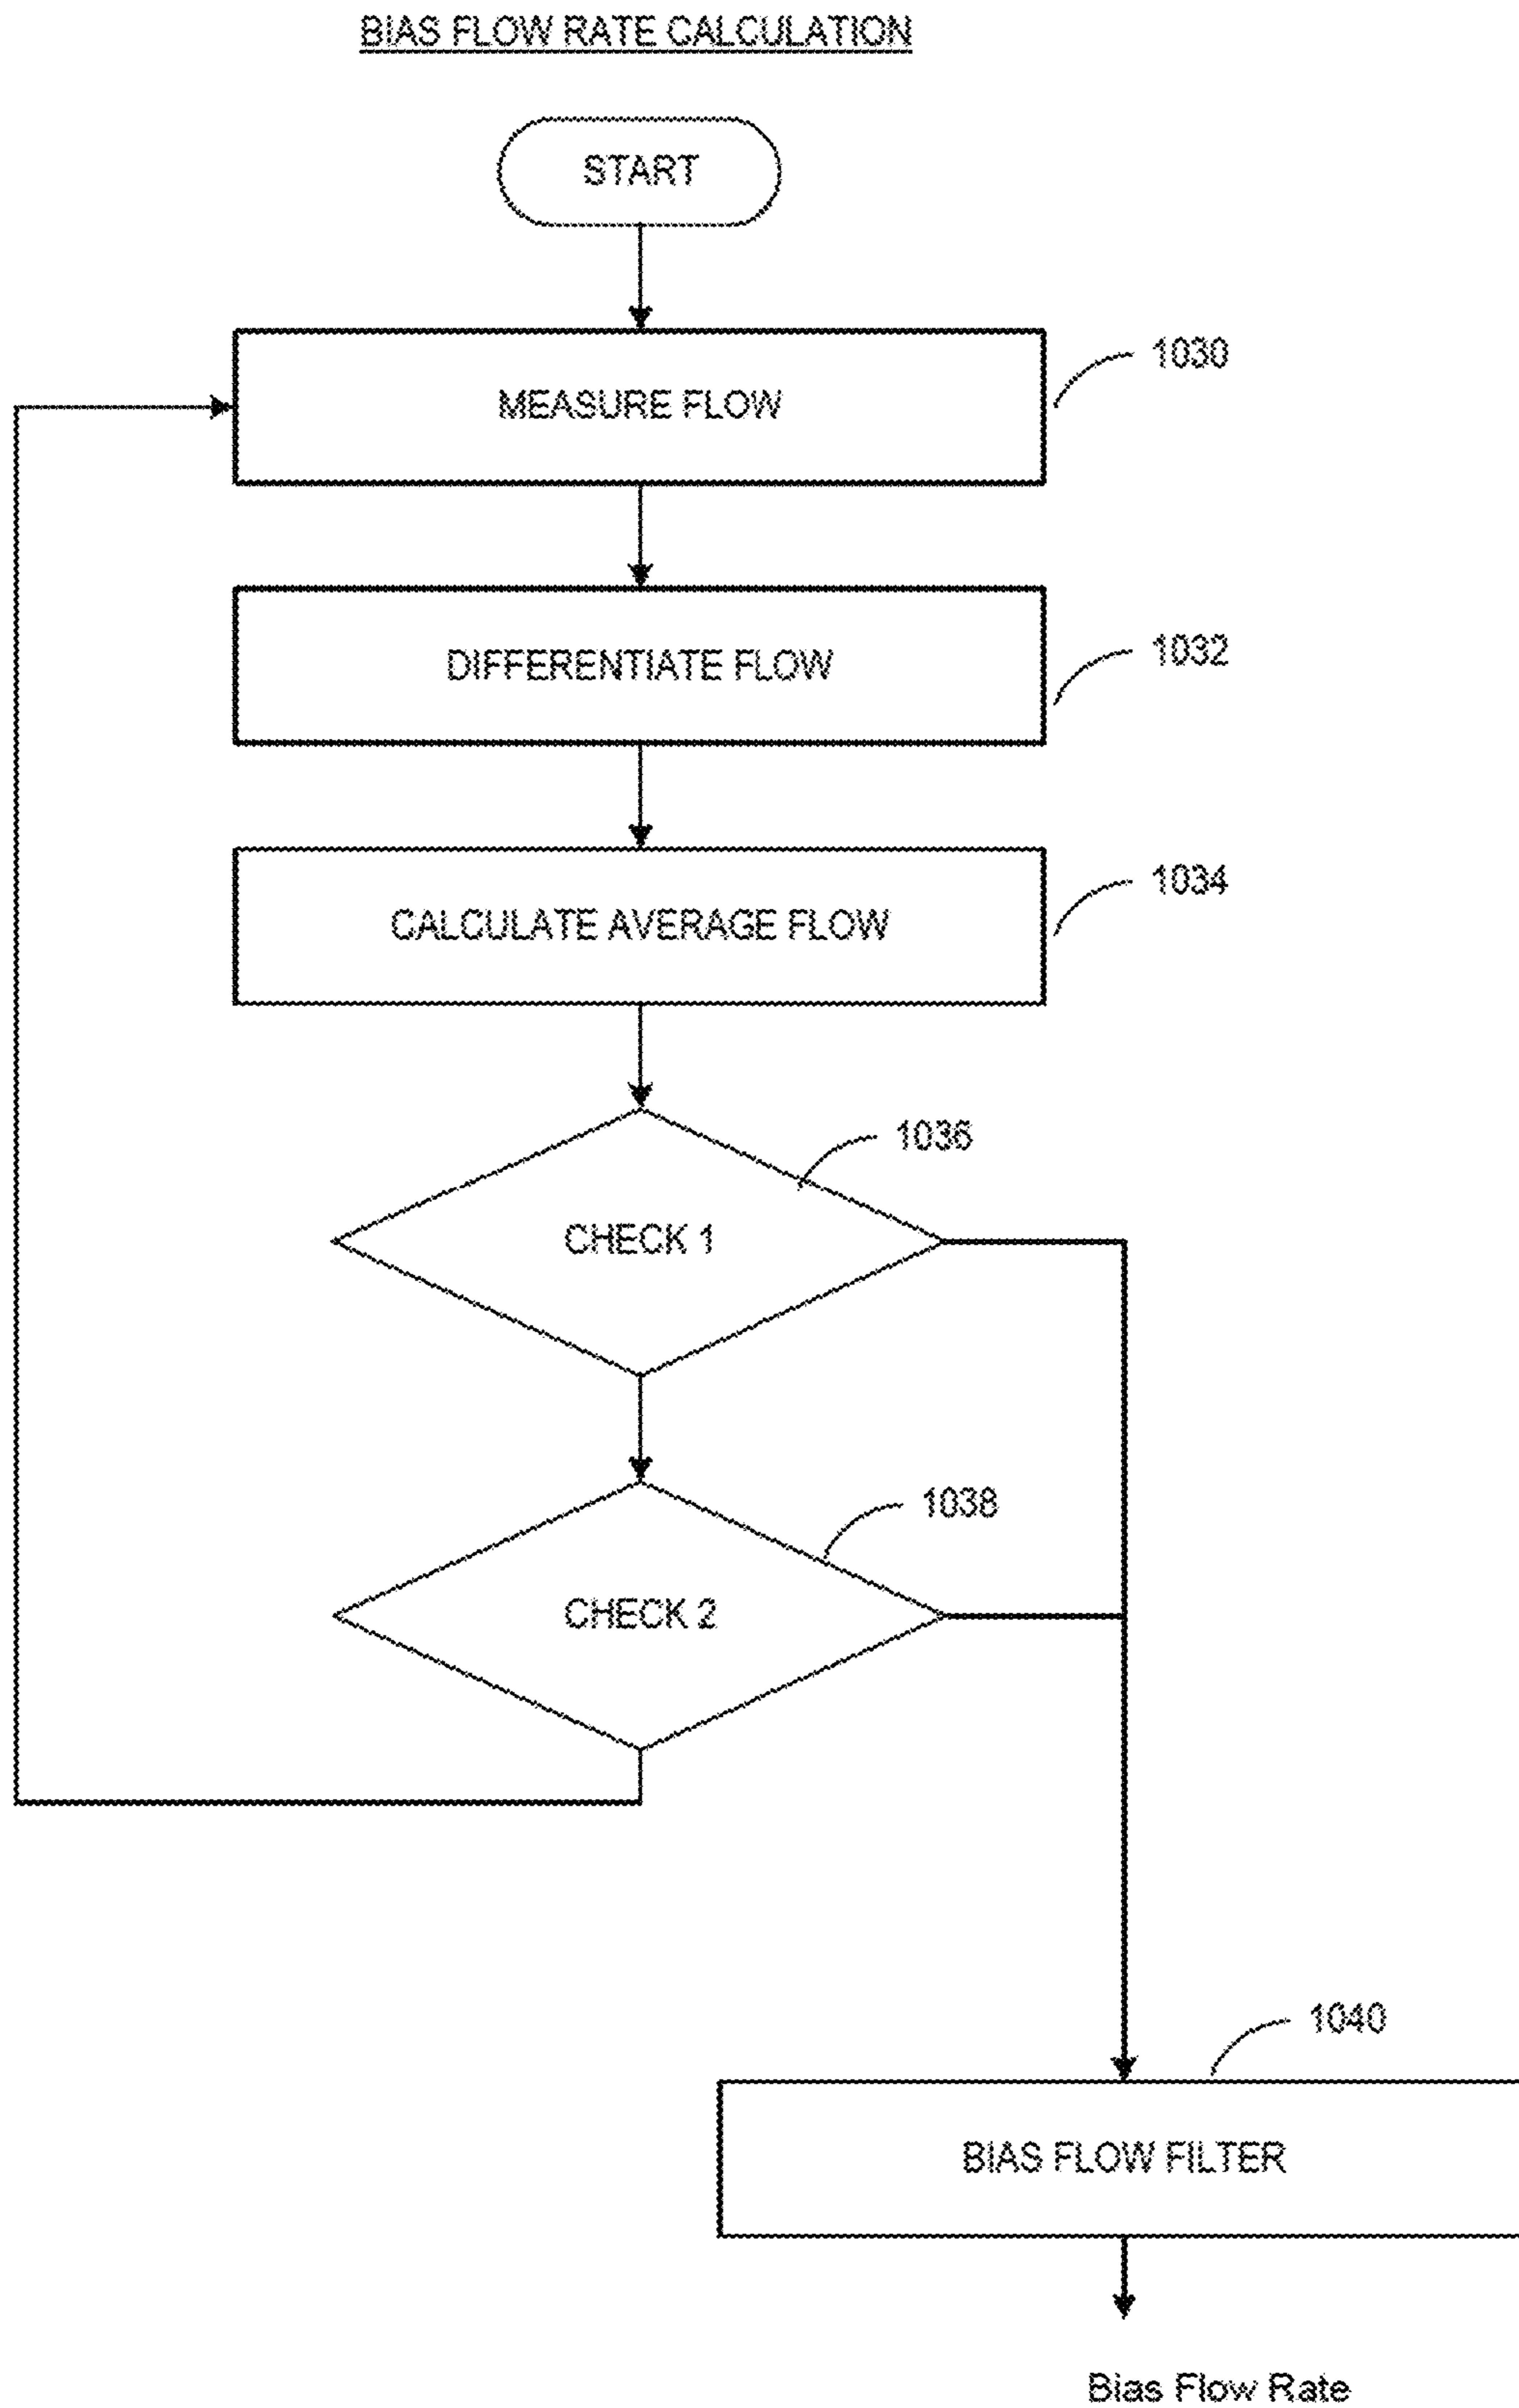 BIAS FLOW RATE CALCULATION
START
1030
MEASURE FLOW
1032
DIFFERENTIATE FLOW
1034
CALCULATE AVERAGE FLOW
1036
CHECK 1
1038
CHECK 2
1040
BIAS FLOW FILTER
Bias Flow Rate